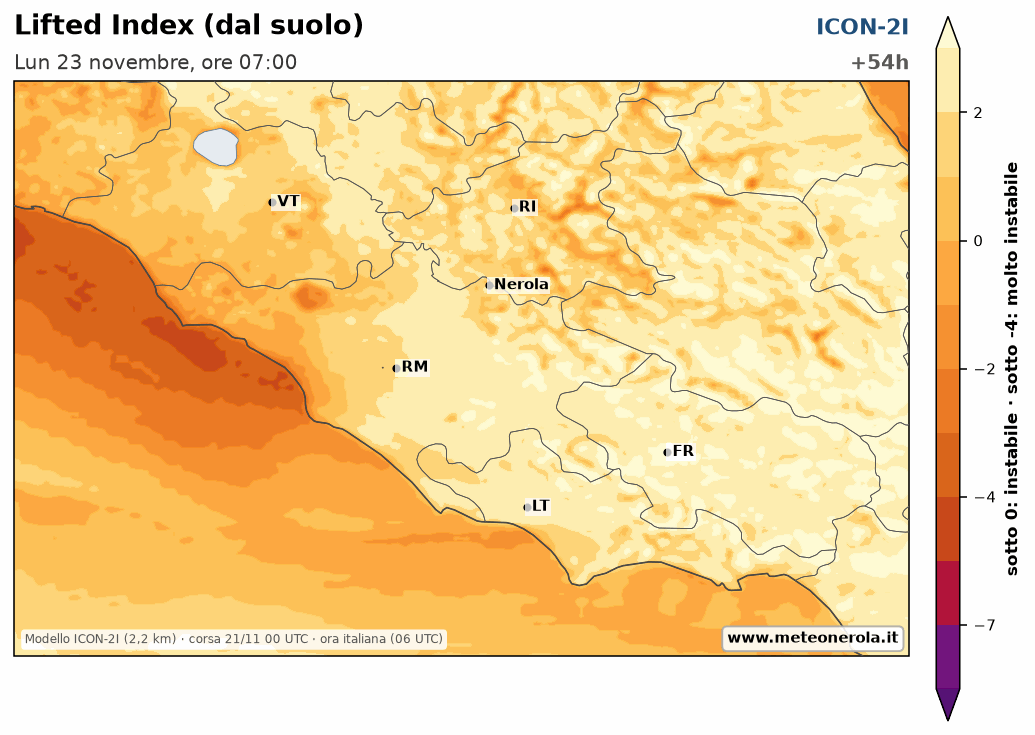 Lifted Index (dal suolo)
ICON-2I
Lun 23 novembre, ore 07:00
+54h
VT
RI
Nerola
RM
FR
LT
2
0
−2
−4
−7
sotto 0: instabile · sotto -4: molto instabile
Modello ICON-2I (2,2 km) · corsa 21/11 00 UTC · ora italiana (06 UTC)
www.meteonerola.it